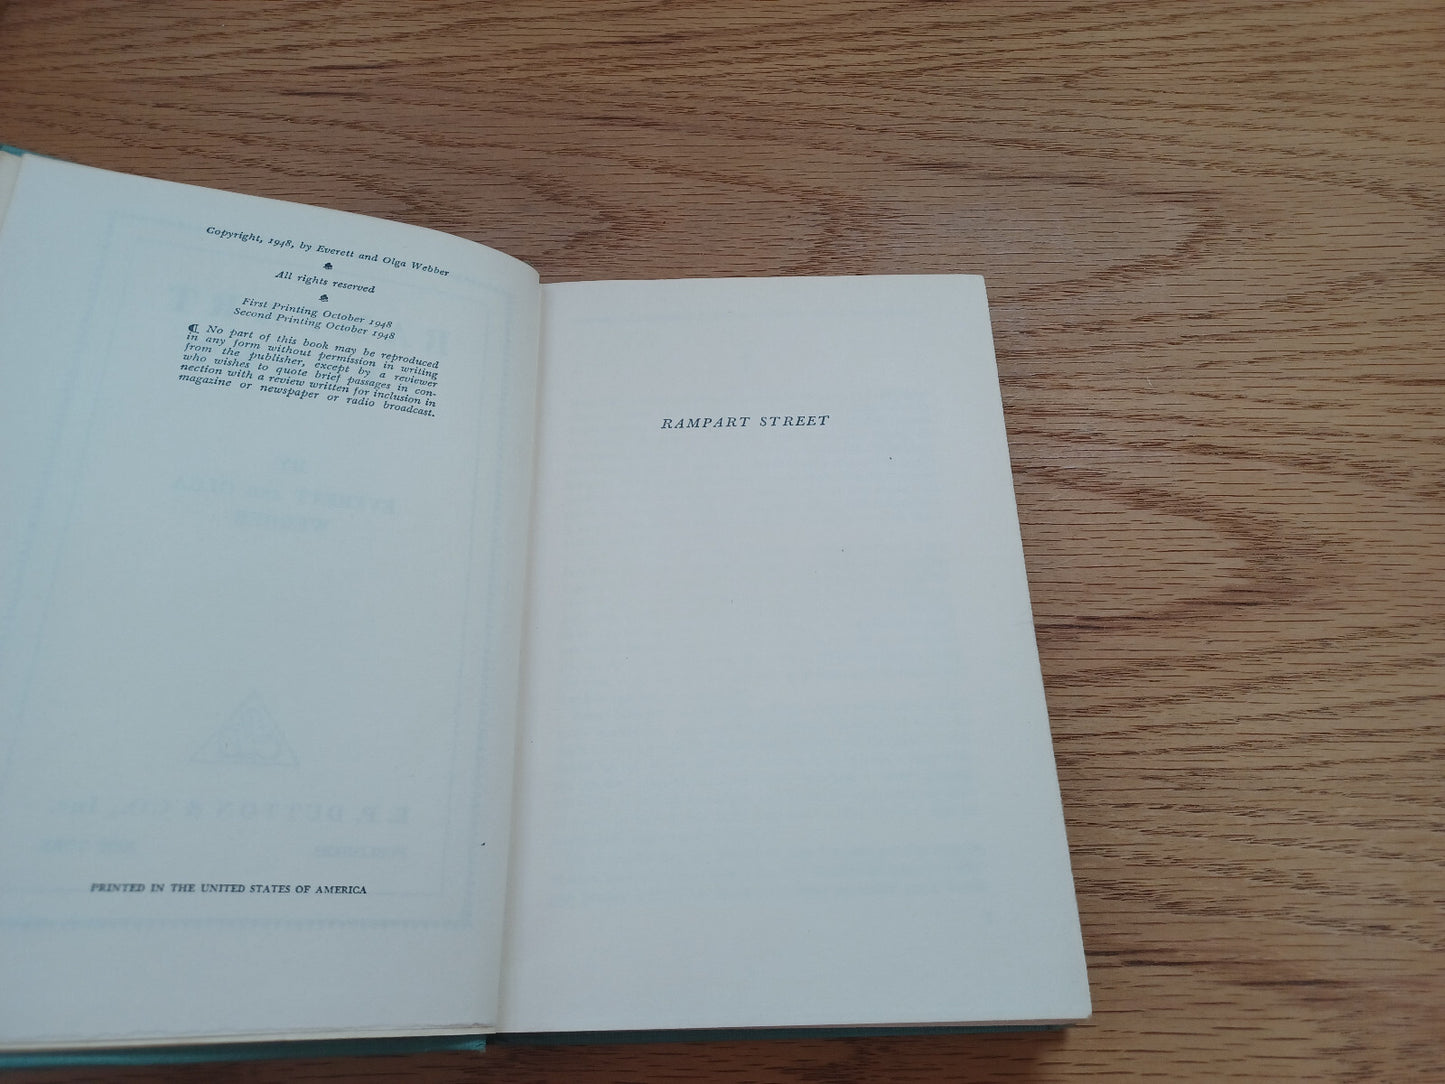 Copyright, 1948, by Everett and Olga Webber
All rights reserved
First Printing October 1948
Second Printing October 1948
¶ No part of this book may be reproduced
in any form without permission in writing
from the publisher, except by a reviewer
who wishes to quote brief passages in con-
nection with a review written for inclusion in
magazine or newspaper or radio broadcast.
PRINTED IN THE UNITED STATES OF AMERICA
RAMPART STREET